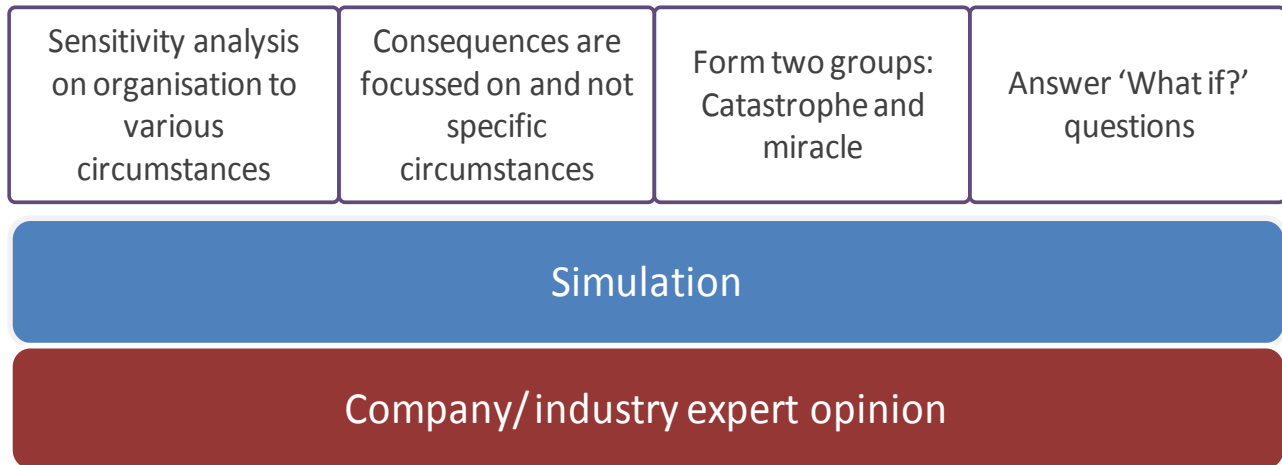 Sensitivity analysis
on organisation to
various
circumstances
Consequences are
focussed on and not
specific
circumstances
Form two groups:
Catastrophe and
miracle
Answer ‘What if?’
questions
Simulation
Company/ industry expert opinion